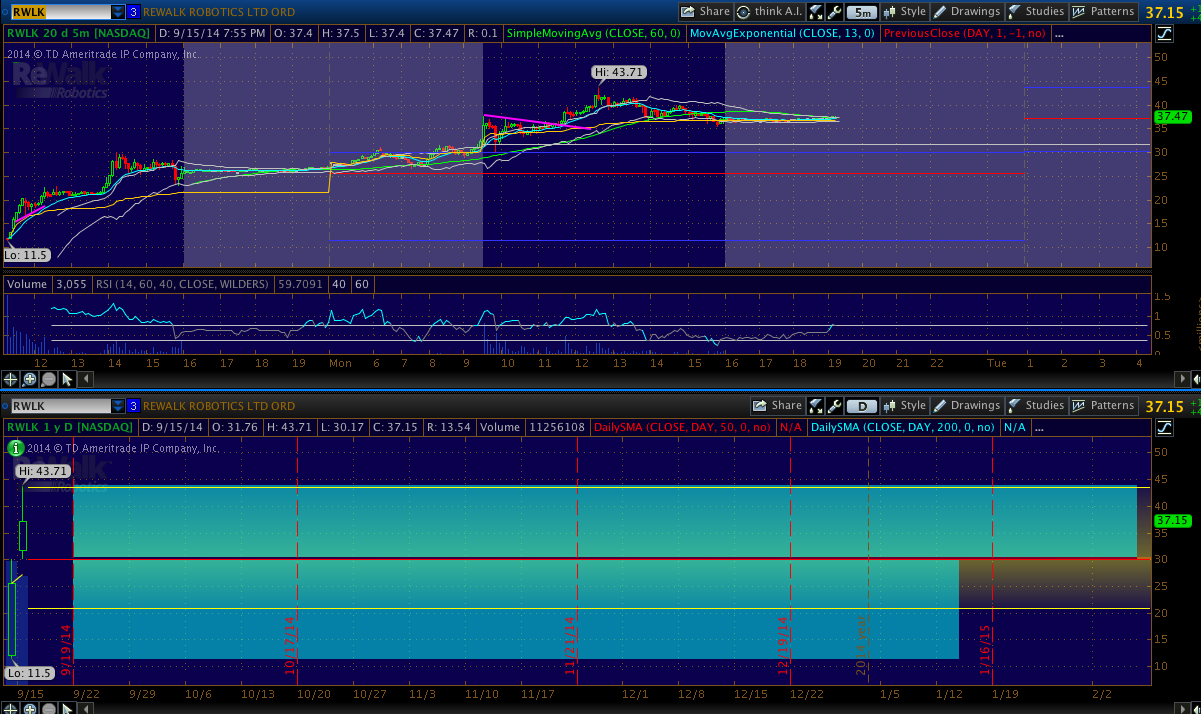 RWLK 3 REWALK ROBOTICS LTD ORD Share think A.I. 5m Style Drawings Studies Patterns 37.15
RWLK 20 d 5m [NASDAQ] D: 9/15/14 7:55 PM O: 37.4 H: 37.5 L: 37.4 C: 37.47 R: 0.1 SimpleMovingAvg (CLOSE, 60, 0) MovAvgExponential (CLOSE, 13, 0) PreviousClose (DAY, 1, -1, no) ...
2014 © TD Ameritrade IP Company, Inc.
ReWalk
Robotics
Hi: 43.71
50
45
40
37.47
35
30
25
20
15
10
Lo: 11.5
Volume 3,055 RSI (14, 60, 40, CLOSE, WILDERS) 59.7091 40 60
1.5
1
0.5
0
12 13 14 15 16 17 18 19 Mon 6 7 8 9 10 11 12 13 14 15 16 17 18 19 20 21 22 Tue 1 2 3 4
RWLK 3 REWALK ROBOTICS LTD ORD Share D Style Drawings Studies Patterns 37.15
RWLK 1 y D [NASDAQ] D: 9/15/14 O: 31.76 H: 43.71 L: 30.17 C: 37.15 R: 13.54 Volume 11256108 DailySMA (CLOSE, DAY, 50, 0, no) N/A DailySMA (CLOSE, DAY, 200, 0, no) N/A ...
2014 © TD Ameritrade IP Company, Inc.
Hi: 43.71
50
45
40
37.15
35
30
25
20
15
10
9/19/14
10/17/14
11/21/14
12/19/14
2014 year
1/16/15
Lo: 11.5
9/15 9/22 9/29 10/6 10/13 10/20 10/27 11/3 11/10 11/17 12/1 12/8 12/15 12/22 1/5 1/12 1/19 2/2